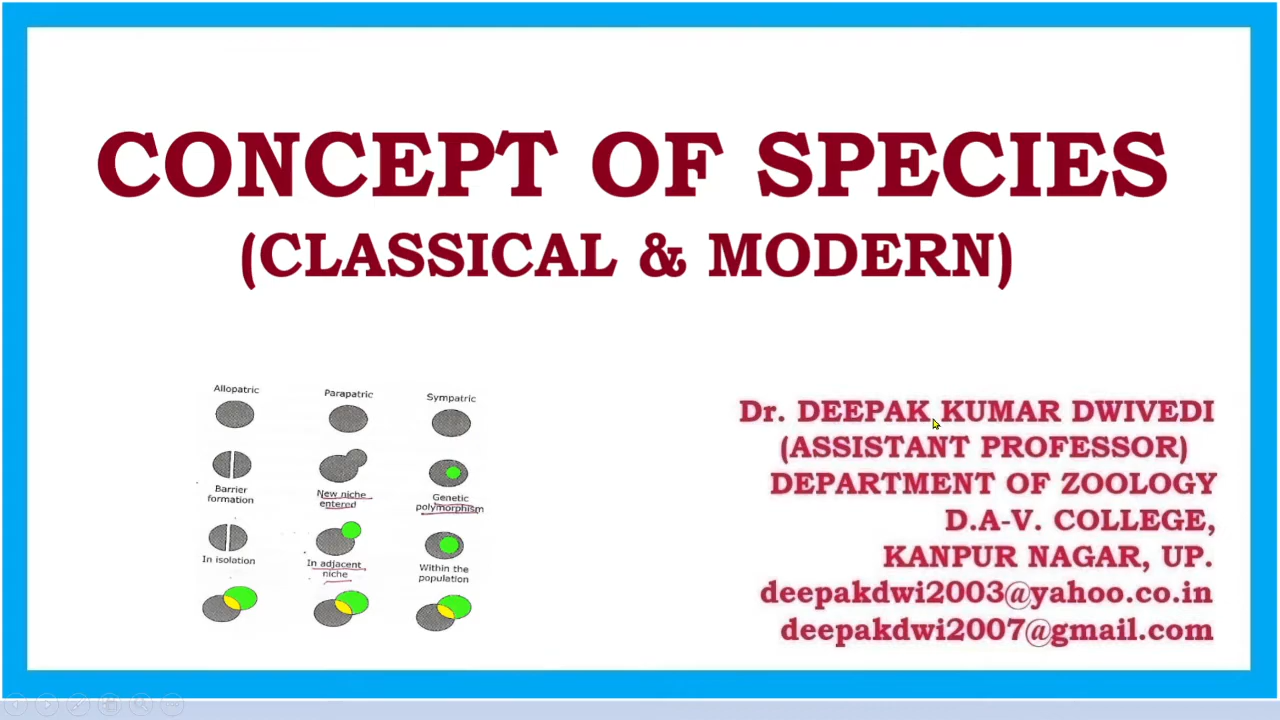 CONCEPT OF SPECIES
(CLASSICAL & MODERN)
Allopatric
Parapatric
Sympatric
Barrier
formation
New niche
entered
Genetic
polymorphism
In isolation
In adjacent
niche
Within the
population
Dr. DEEPAK KUMAR DWIVEDI
(ASSISTANT PROFESSOR)
DEPARTMENT OF ZOOLOGY
D.A-V. COLLEGE,
KANPUR NAGAR, UP.
deepakdwi2003@yahoo.co.in
deepakdwi2007@gmail.com